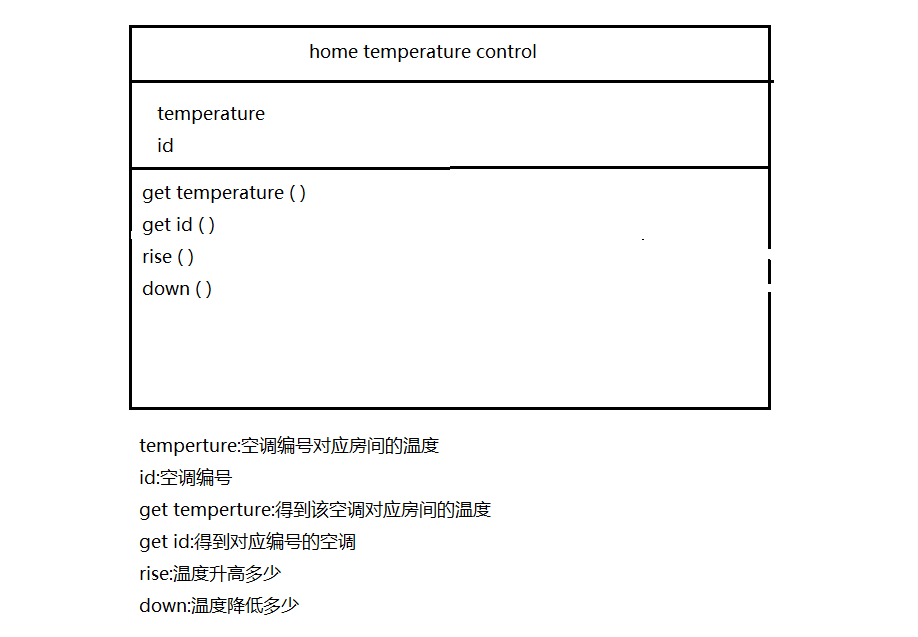 home temperature control
temperature
id
get temperature ( )
get id ( )
rise ( )
down ( )
temperture:空调编号对应房间的温度
id:空调编号
get temperture:得到该空调对应房间的温度
get id:得到对应编号的空调
rise:温度升高多少
down:温度降低多少